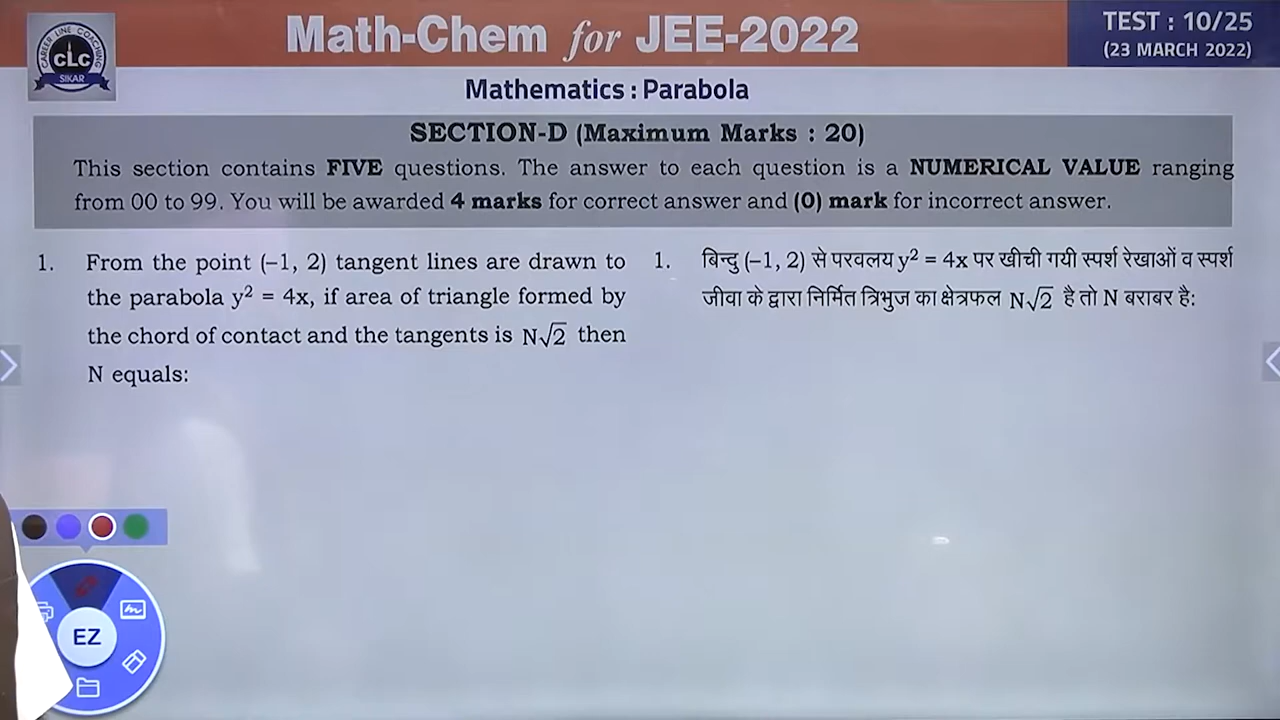 Math-Chem for JEE-2022
TEST : 10/25
(23 MARCH 2022)
CAREER LINE COACHING
CLC
SIKAR
Mathematics : Parabola
SECTION-D (Maximum Marks : 20)
This section contains FIVE questions. The answer to each question is a NUMERICAL VALUE ranging
from 00 to 99. You will be awarded 4 marks for correct answer and (0) mark for incorrect answer.
1. From the point (–1, 2) tangent lines are drawn to
the parabola y² = 4x, if area of triangle formed by
the chord of contact and the tangents is N√2 then
N equals:
1. बिन्दु (–1, 2) से परवलय y² = 4x पर खीची गयी स्पर्श रेखाओं व स्पर्श
जीवा के द्वारा निर्मित त्रिभुज का क्षेत्रफल N√2 है तो N बराबर है:
EZ